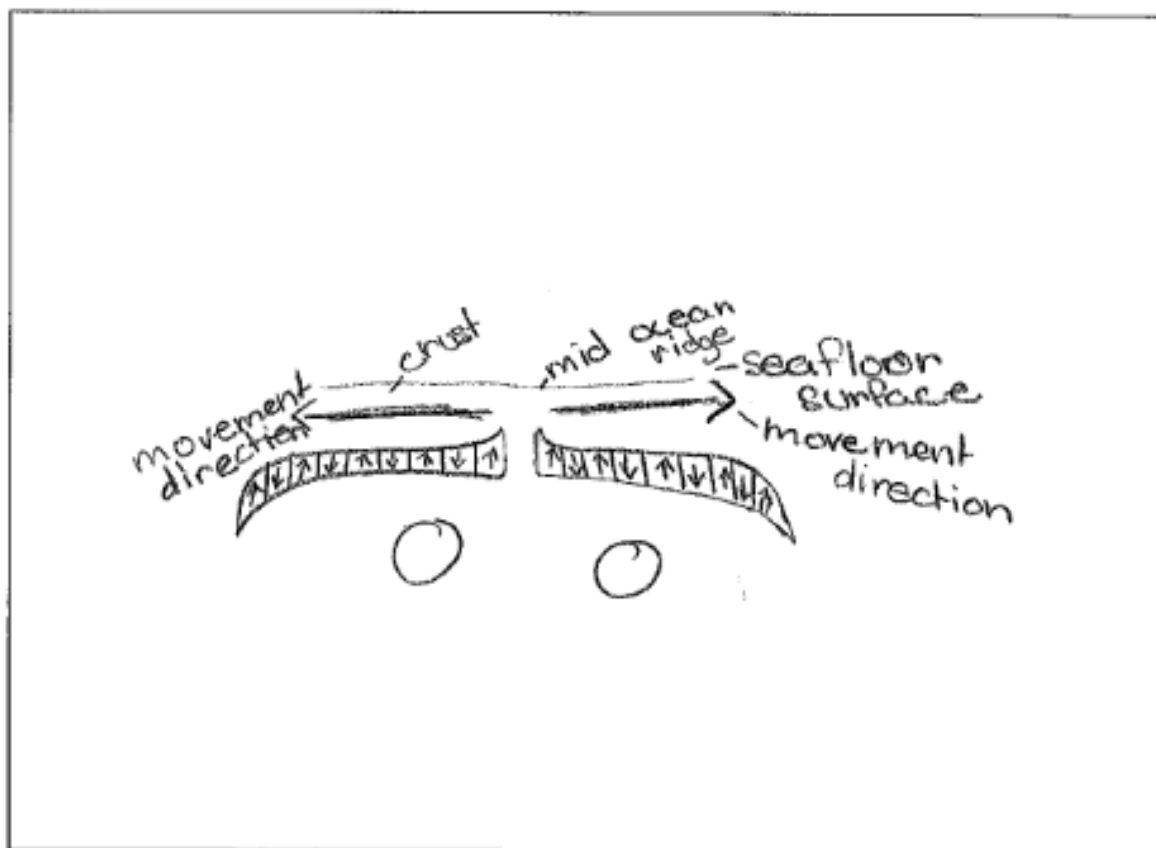 crust
mid ocean
ridge
seafloor
surface
movement
direction
movement
direction